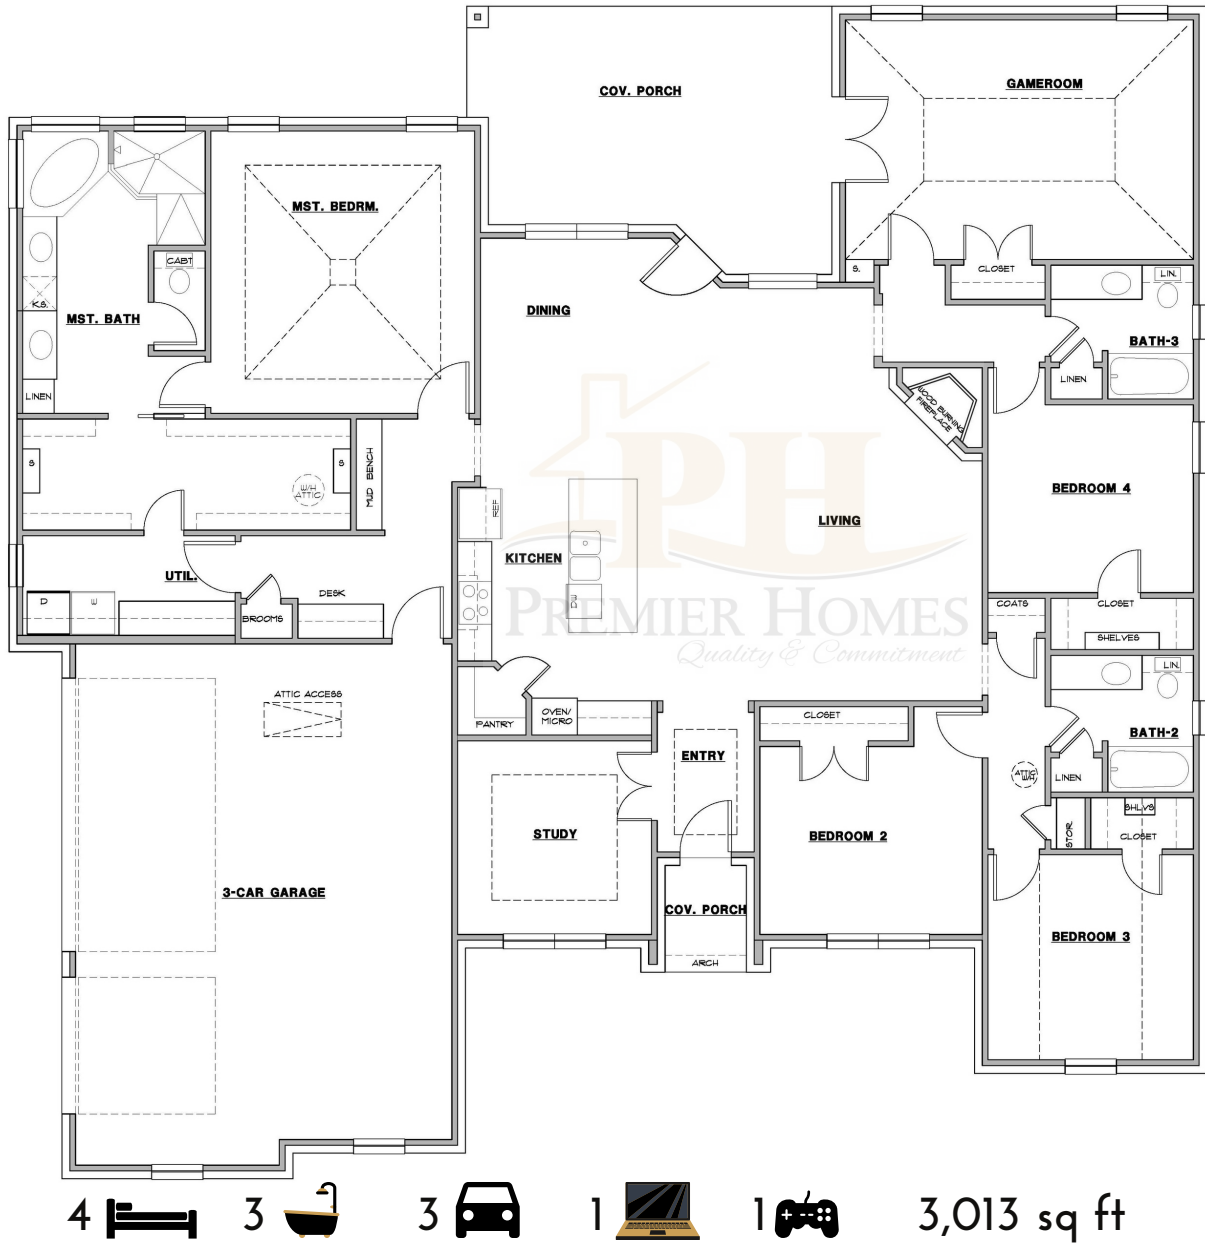 COV. PORCH
GAMEROOM
MST. BEDRM.
CABT
K.S.
MST. BATH
LINEN
DINING
S.
CLOSET
LIN.
BATH-3
LINEN
WOOD BURNING
FIREPLACE
S
S
W/H
ATTIC
MUD BENCH
REF.
BEDROOM 4
PH
LIVING
KITCHEN
DW
UTIL.
D
W
BROOMS
DESK
PREMIER HOMES
Quality & Commitment
COATS
CLOSET
SHELVES
LIN.
ATTIC ACCESS
PANTRY
OVEN/
MICRO
CLOSET
ENTRY
BATH-2
LINEN
ATTIC
W/H
STUDY
BEDROOM 2
STOR.
SHLVS
CLOSET
3-CAR GARAGE
COV. PORCH
BEDROOM 3
ARCH
4
3
3
1
1
3,013 sq ft